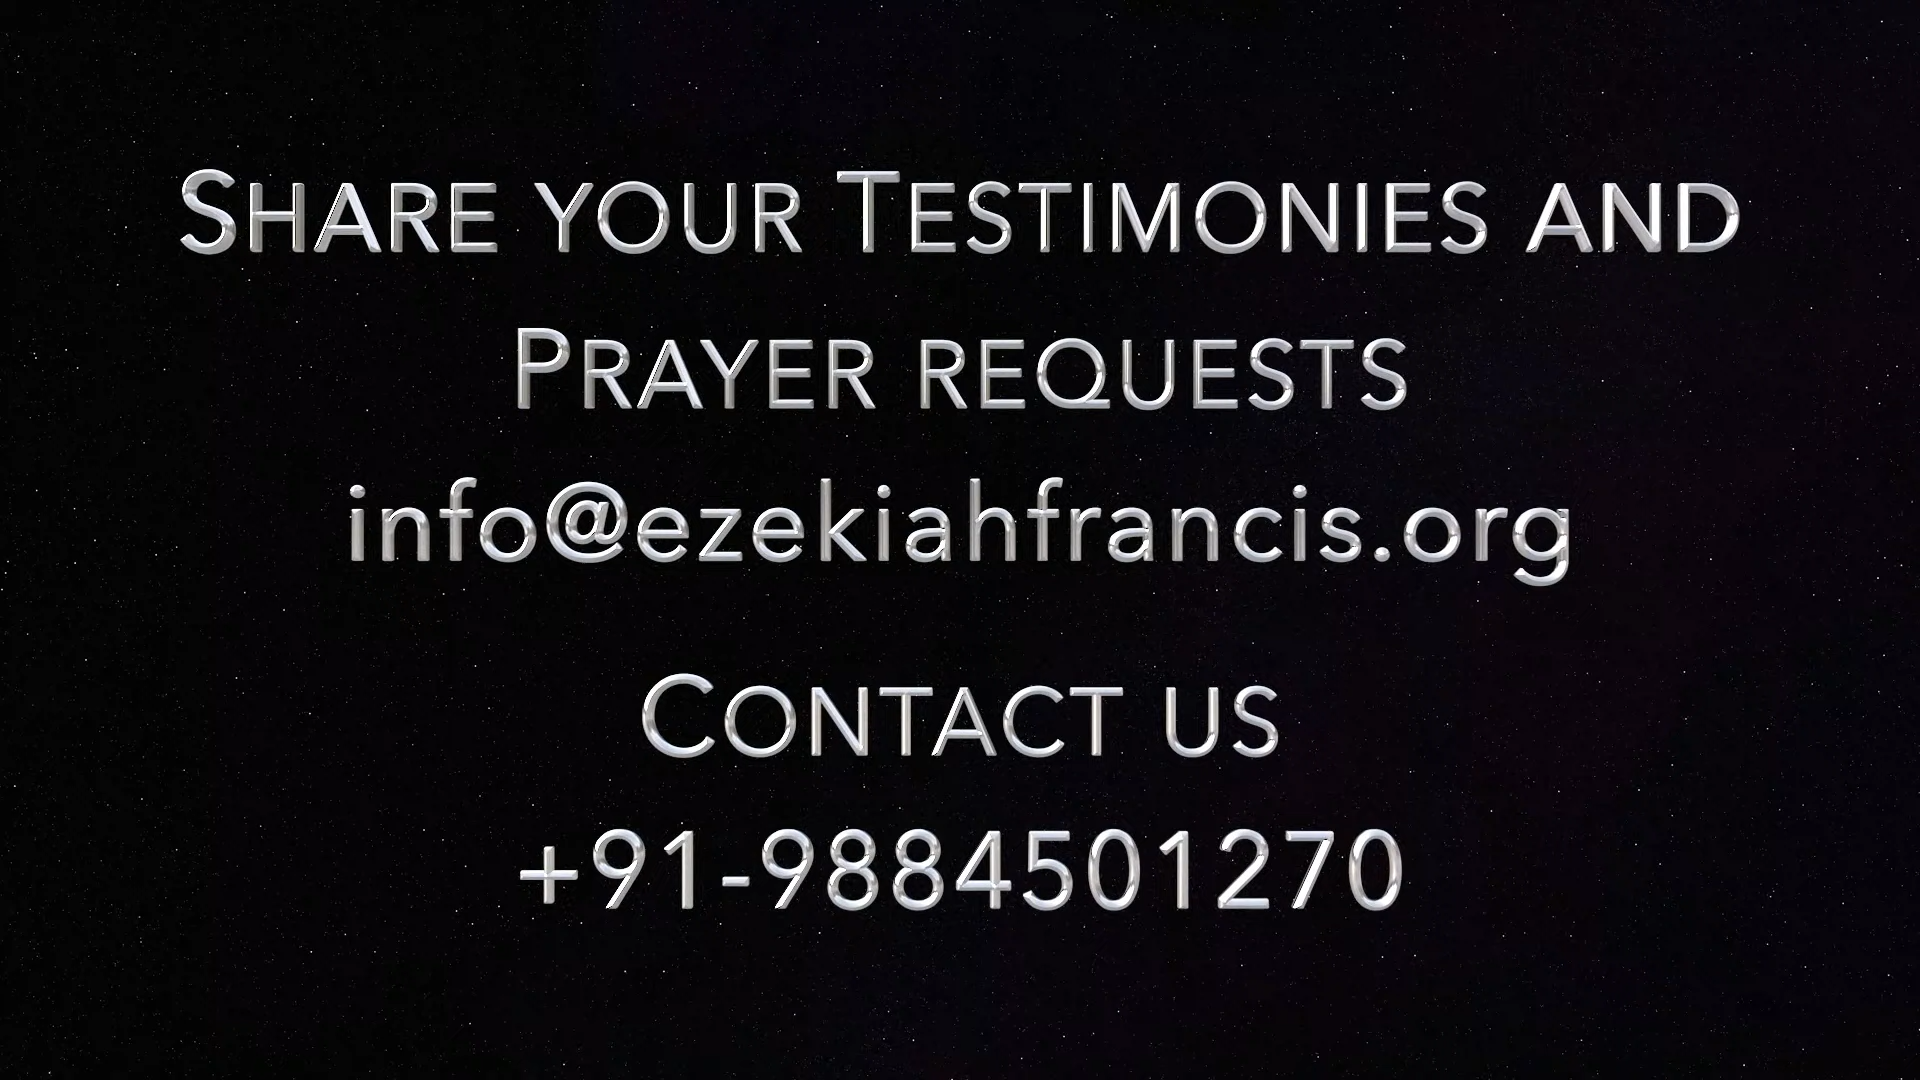 Share your Testimonies and
Prayer requests
info@ezekiahfrancis.org
Contact us
+91-9884501270